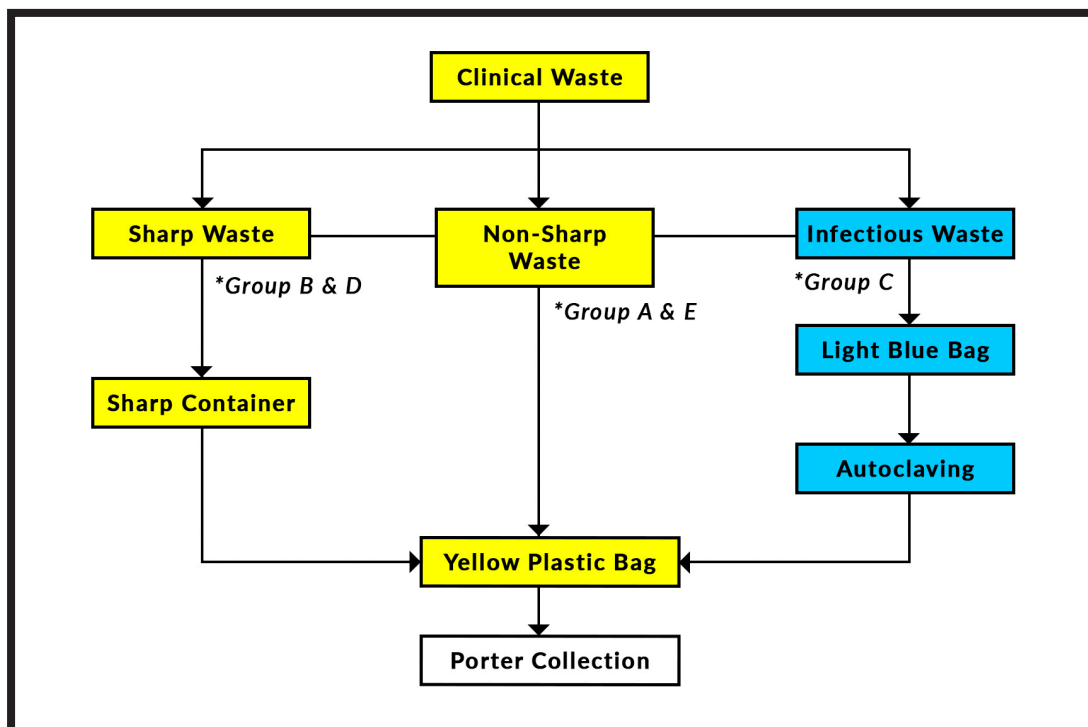 Clinical Waste
Sharp Waste
Non-Sharp
Waste
Infectious Waste
*Group B & D
*Group A & E
*Group C
Light Blue Bag
Sharp Container
Autoclaving
Yellow Plastic Bag
Porter Collection